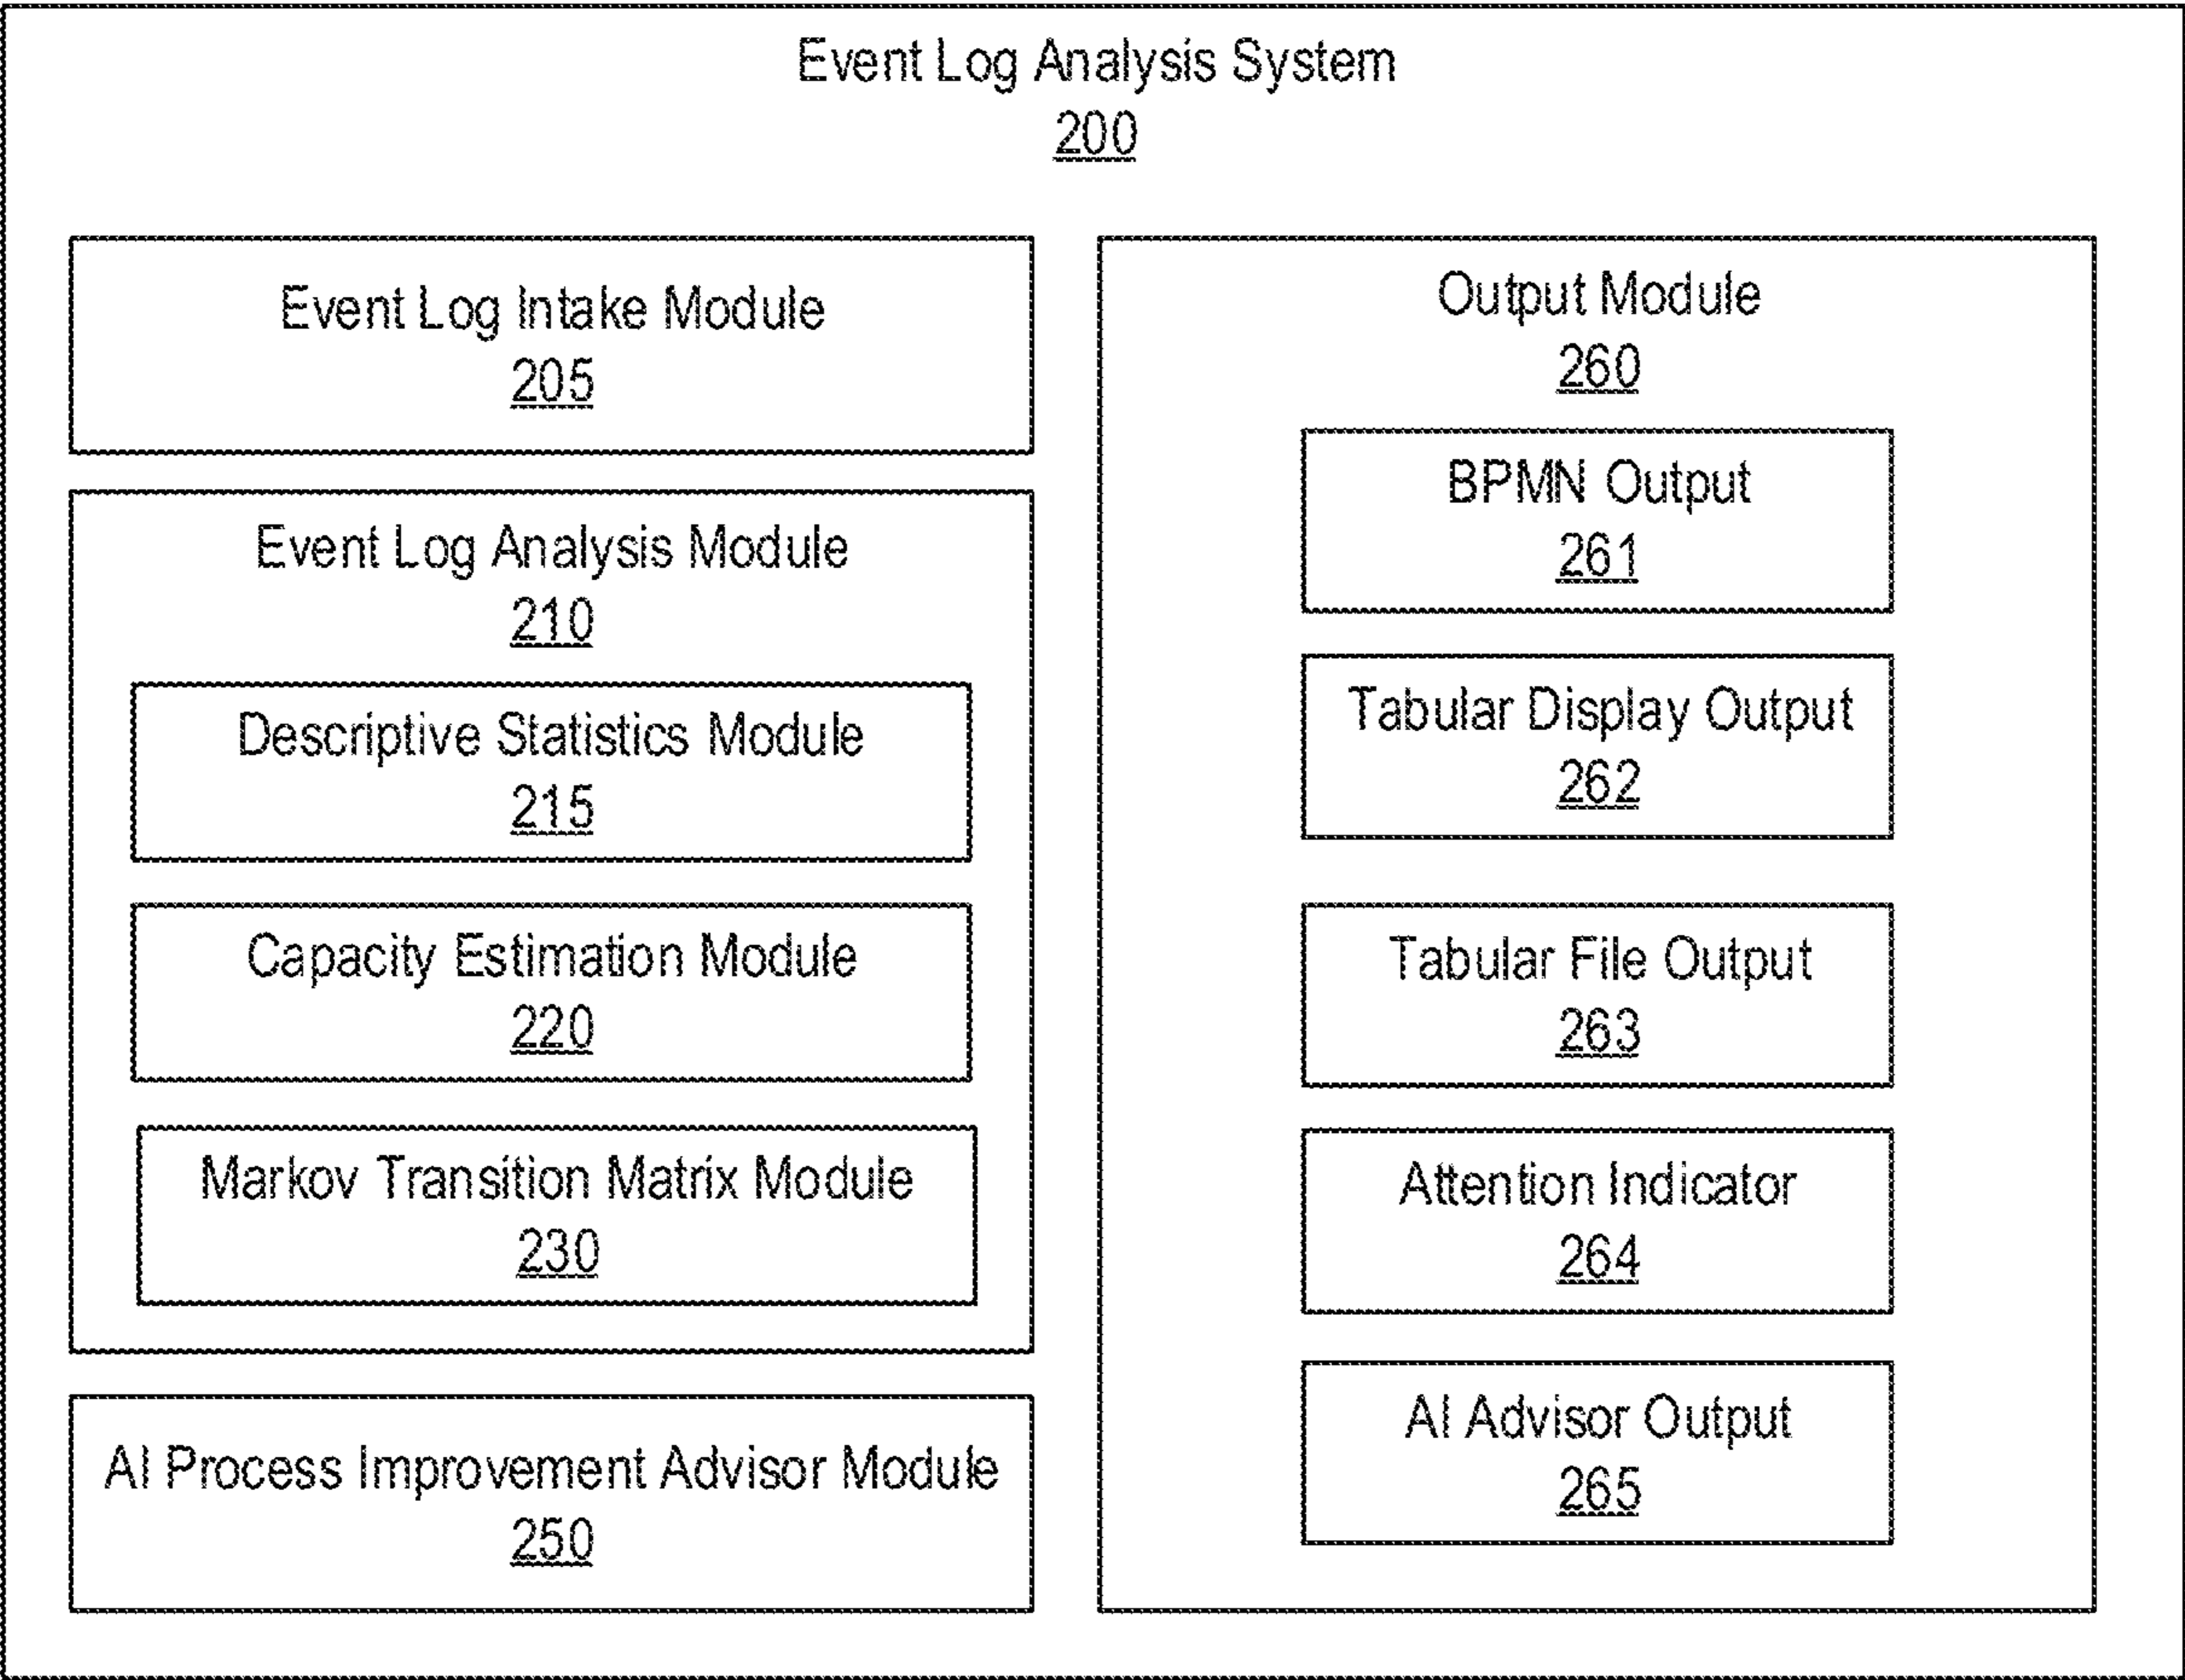 Event Log Analysis System
200
Event Log Intake Module
205
Event Log Analysis Module
210
Descriptive Statistics Module
215
Capacity Estimation Module
220
Markov Transition Matrix Module
230
AI Process Improvement Advisor Module
250
Output Module
260
BPMN Output
261
Tabular Display Output
262
Tabular File Output
263
Attention Indicator
264
AI Advisor Output
265